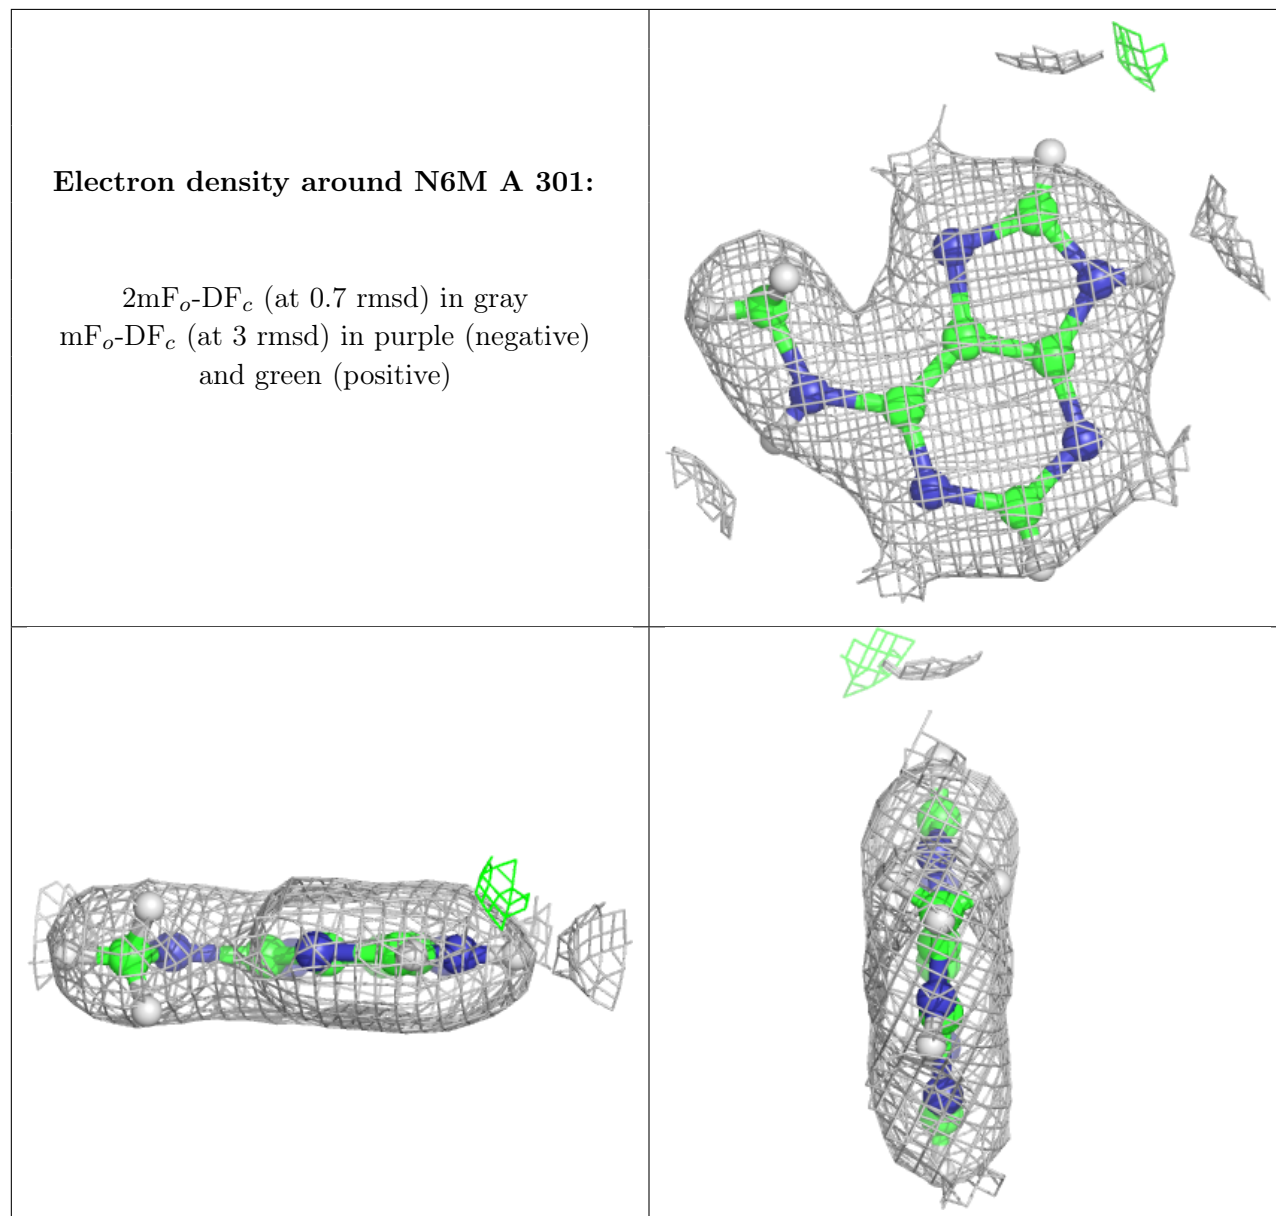 Electron density around N6M A 301:
2mFo-DFc (at 0.7 rmsd) in gray
mFo-DFc (at 3 rmsd) in purple (negative)
and green (positive)